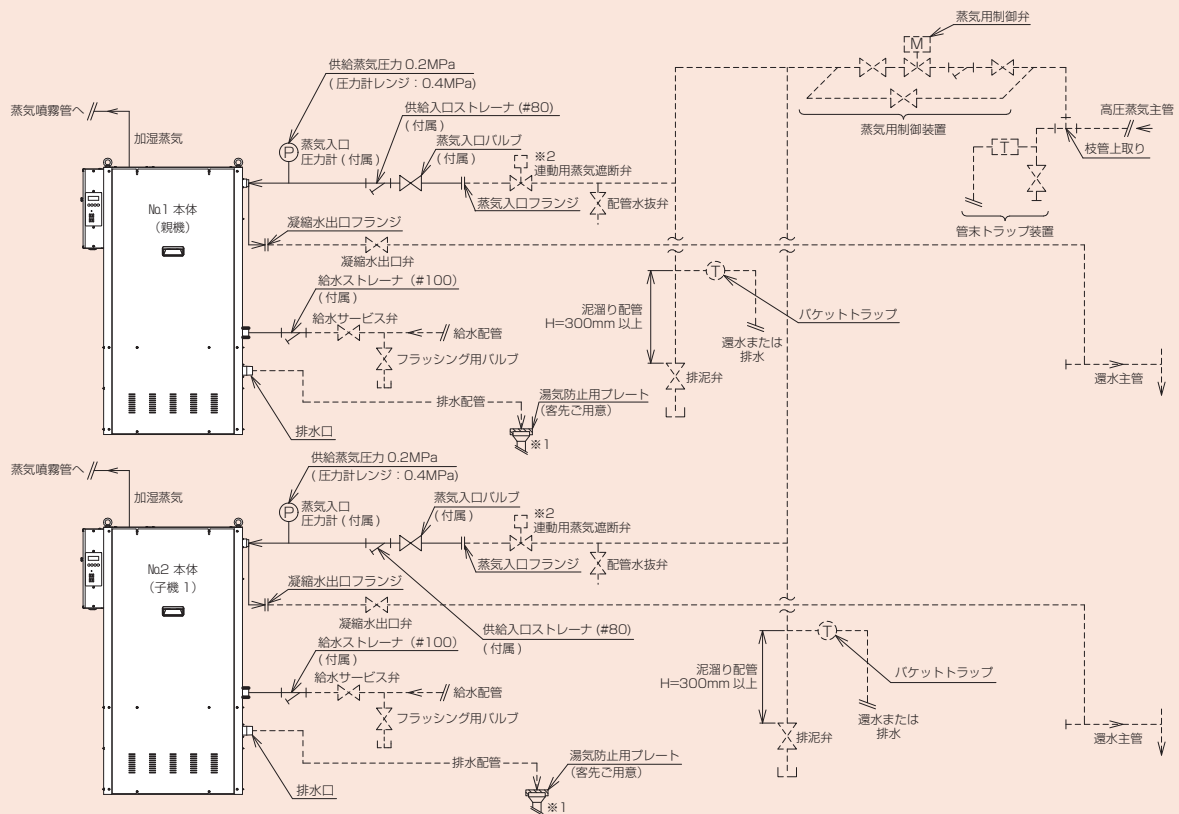 蒸気用制御弁
M
供給蒸気圧力 0.2MPa
(圧力計レンジ：0.4MPa)
蒸気噴霧管へ
加湿蒸気
供給入口ストレーナ (#80)
(付属)
蒸気入口バルブ
(付属)
P
蒸気入口
圧力計 (付属)
※2
連動用蒸気遮断弁
蒸気用制御装置
高圧蒸気主管
枝管上取り
T
管末トラップ装置
蒸気入口フランジ
配管水抜弁
No.1 本体
（親機）
凝縮水出口フランジ
凝縮水出口弁
給水ストレーナ（#100）
(付属)
給水サービス弁
給水配管
フラッシング用バルブ
泥溜り配管
H=300mm 以上
T
バケットトラップ
還水または
排水
排泥弁
還水主管
排水配管
湯気防止用プレート
（客先ご用意）
※1
排水口
供給蒸気圧力 0.2MPa
(圧力計レンジ：0.4MPa)
蒸気噴霧管へ
加湿蒸気
蒸気入口バルブ
(付属)
P
蒸気入口
圧力計 (付属)
※2
連動用蒸気遮断弁
蒸気入口フランジ
配管水抜弁
No.2 本体
（子機 1）
凝縮水出口フランジ
凝縮水出口弁
供給入口ストレーナ (#80)
(付属)
給水ストレーナ（#100）
(付属)
給水サービス弁
給水配管
フラッシング用バルブ
泥溜り配管
H=300mm 以上
T
バケットトラップ
還水または
排水
排泥弁
還水主管
排水配管
湯気防止用プレート
（客先ご用意）
※1
排水口